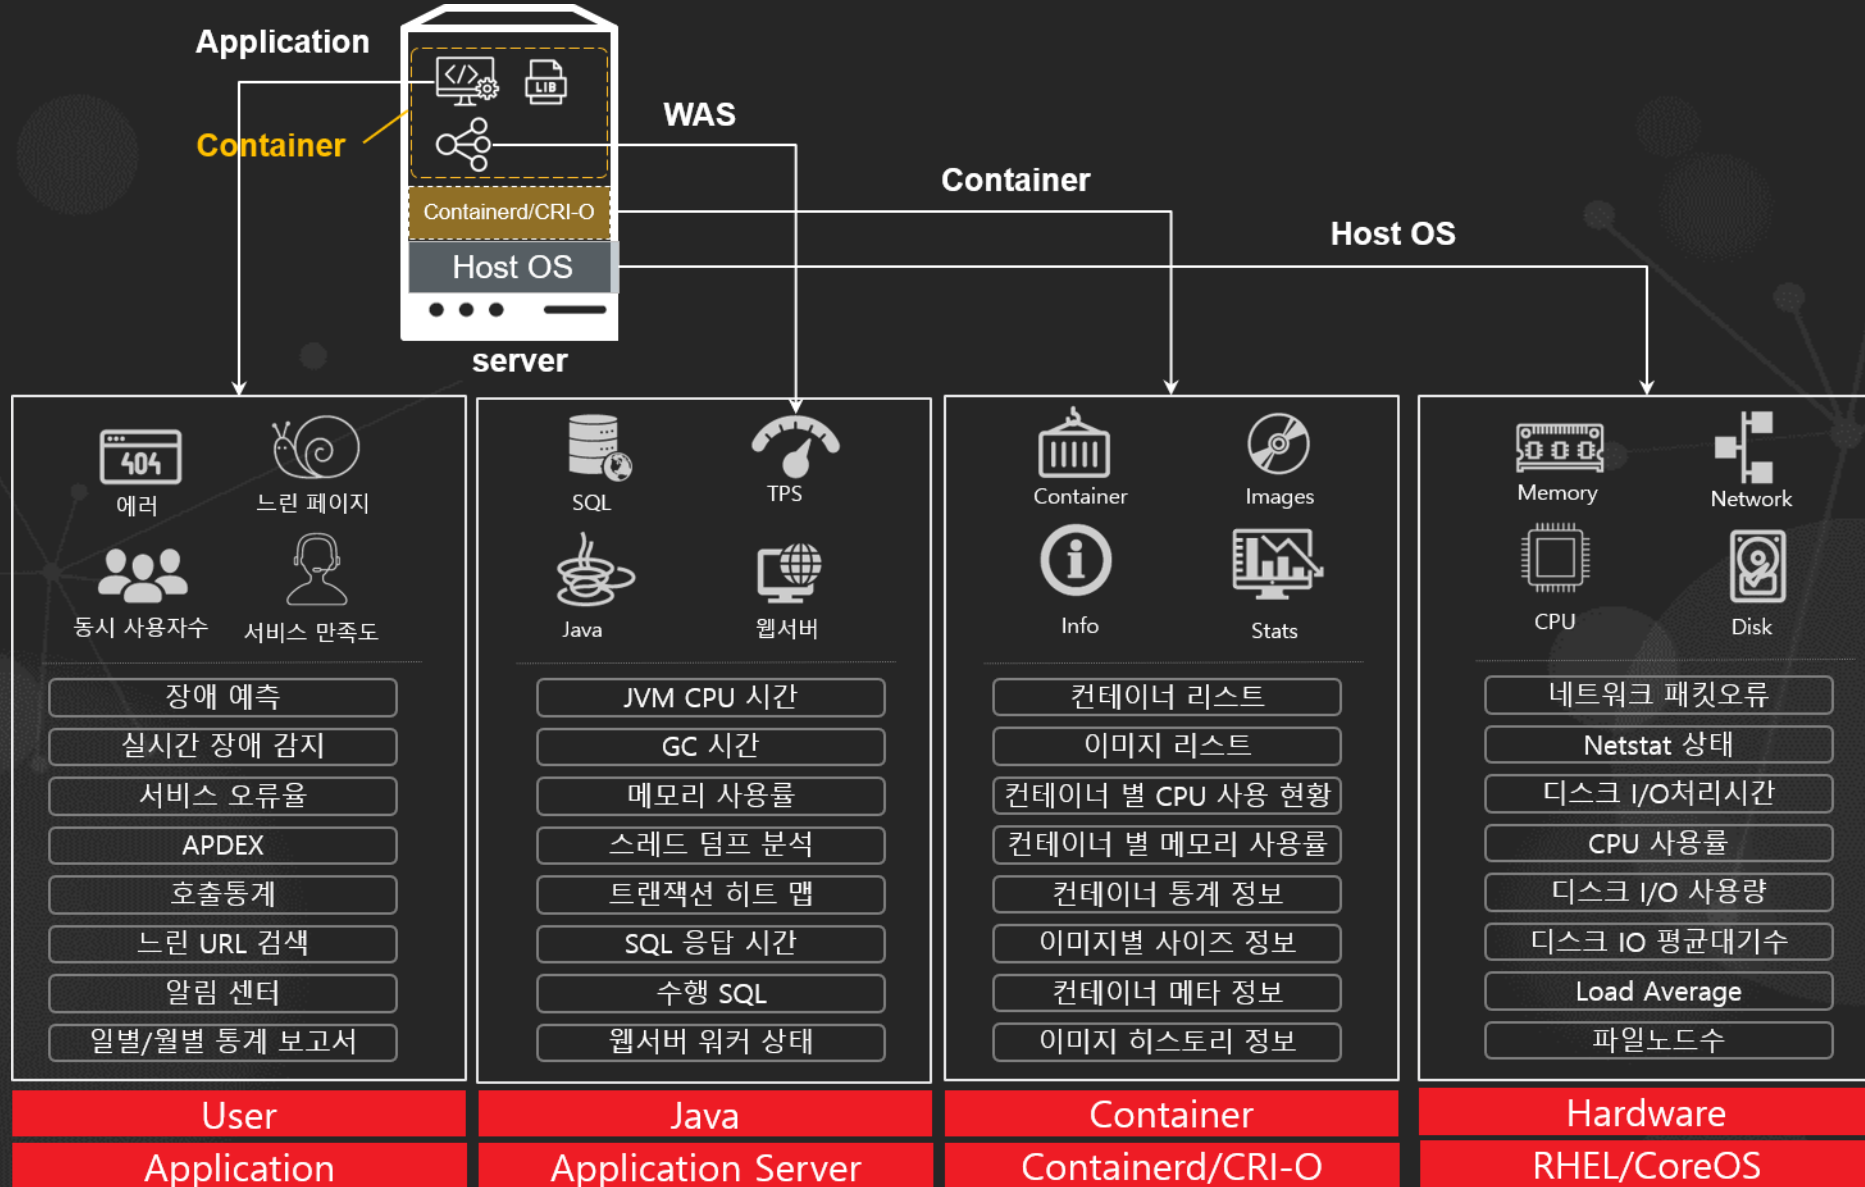 Application
Container
</>
LIB
WAS
Container
Host OS
Containerd/CRI-O
Host OS
server
404
에러
느린 페이지
동시 사용자수
서비스 만족도
장애 예측
실시간 장애 감지
서비스 오류율
APDEX
호출통계
느린 URL 검색
알림 센터
일별/월별 통계 보고서
User
Application
SQL
TPS
Java
웹서버
JVM CPU 시간
GC 시간
메모리 사용률
스레드 덤프 분석
트랜잭션 히트 맵
SQL 응답 시간
수행 SQL
웹서버 워커 상태
Java
Application Server
Container
Images
Info
Stats
컨테이너 리스트
이미지 리스트
컨테이너 별 CPU 사용 현황
컨테이너 별 메모리 사용률
컨테이너 통계 정보
이미지별 사이즈 정보
컨테이너 메타 정보
이미지 히스토리 정보
Container
Containerd/CRI-O
Memory
Network
CPU
Disk
네트워크 패킷오류
Netstat 상태
디스크 I/O처리시간
CPU 사용률
디스크 I/O 사용량
디스크 IO 평균대기수
Load Average
파일노드수
Hardware
RHEL/CoreOS